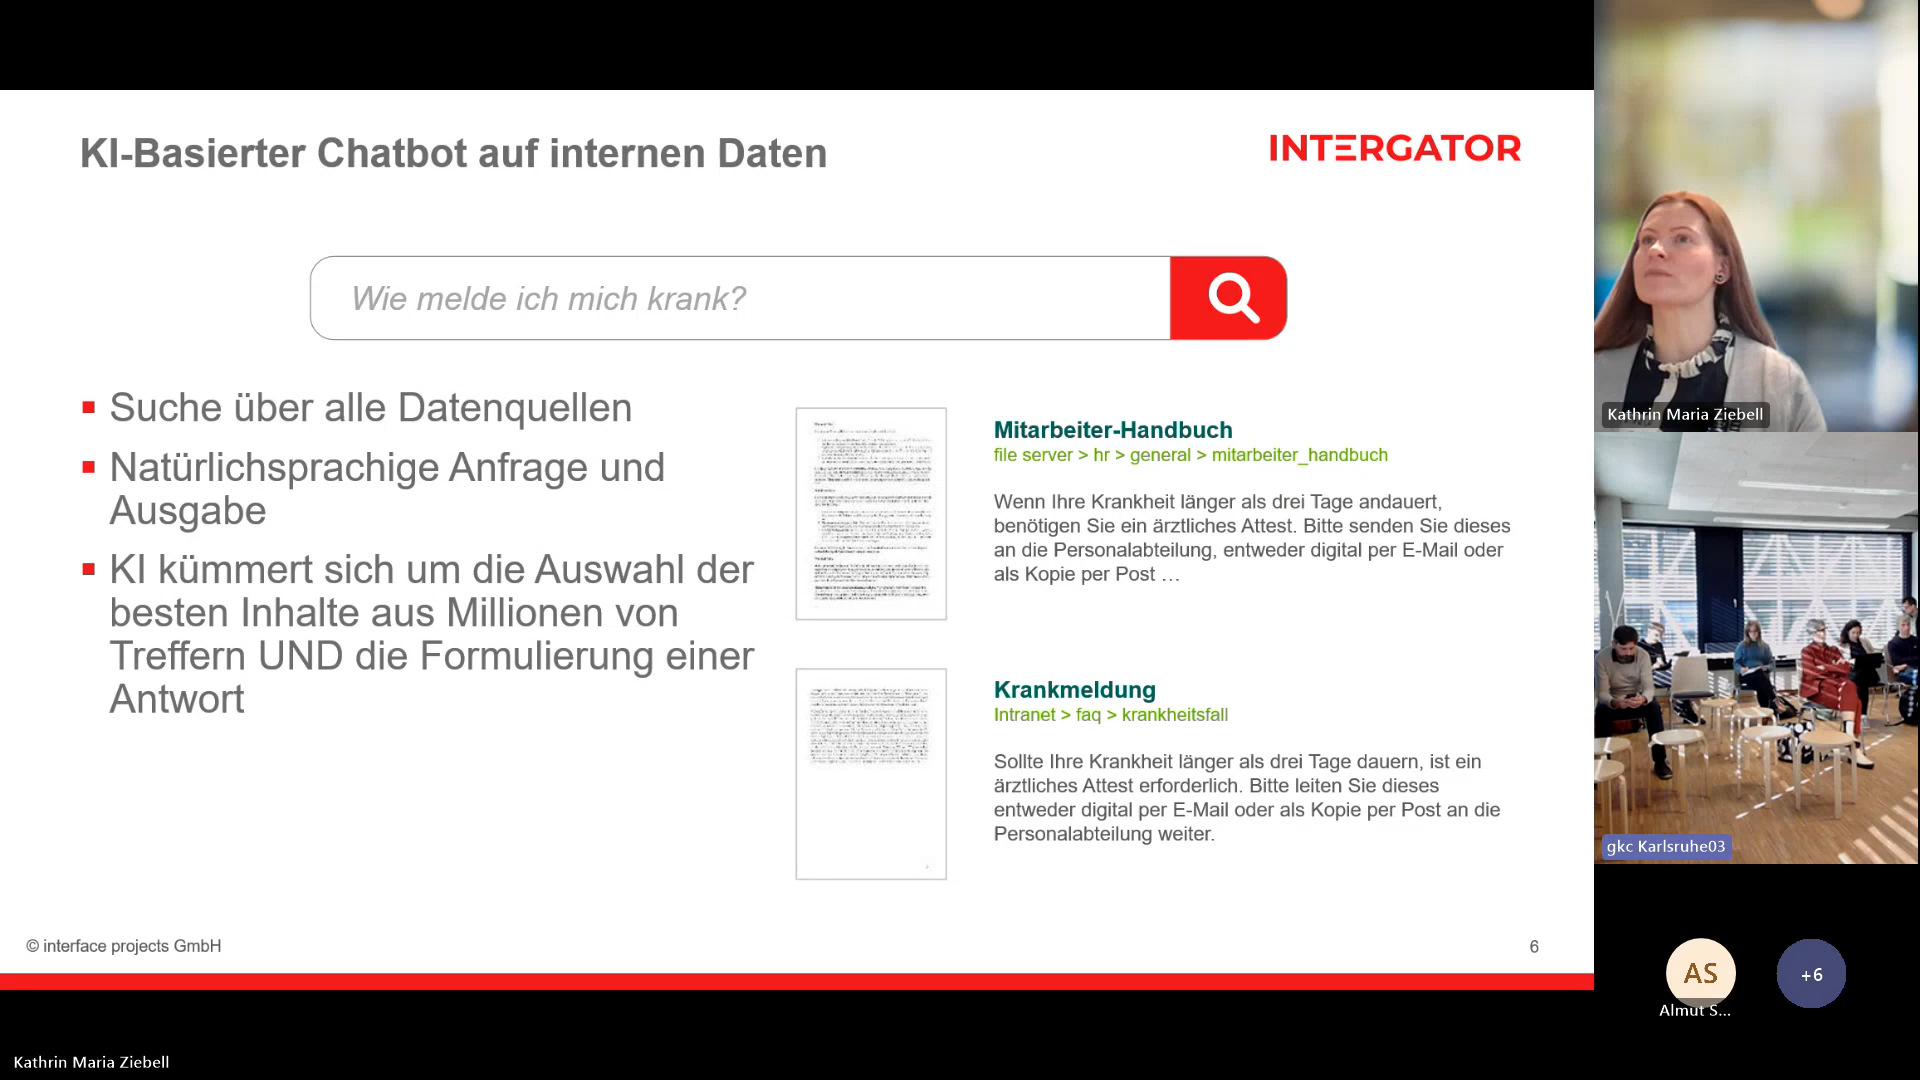 KI-Basierter Chatbot auf internen Daten
INTERGATOR
Wie melde ich mich krank?
Suche über alle Datenquellen
Natürlichsprachige Anfrage und
Ausgabe
KI kümmert sich um die Auswahl der
besten Inhalte aus Millionen von
Treffern UND die Formulierung einer
Antwort
Mitarbeiter-Handbuch
file server > hr > general > mitarbeiter_handbuch
Wenn Ihre Krankheit länger als drei Tage andauert,
benötigen Sie ein ärztliches Attest. Bitte senden Sie dieses
an die Personalabteilung, entweder digital per E-Mail oder
als Kopie per Post …
Krankmeldung
Intranet > faq > krankheitsfall
Sollte Ihre Krankheit länger als drei Tage dauern, ist ein
ärztliches Attest erforderlich. Bitte leiten Sie dieses
entweder digital per E-Mail oder als Kopie per Post an die
Personalabteilung weiter.
© interface projects GmbH
6
Kathrin Maria Ziebell
gkc Karlsruhe03
AS
Almut S...
+6
Kathrin Maria Ziebell